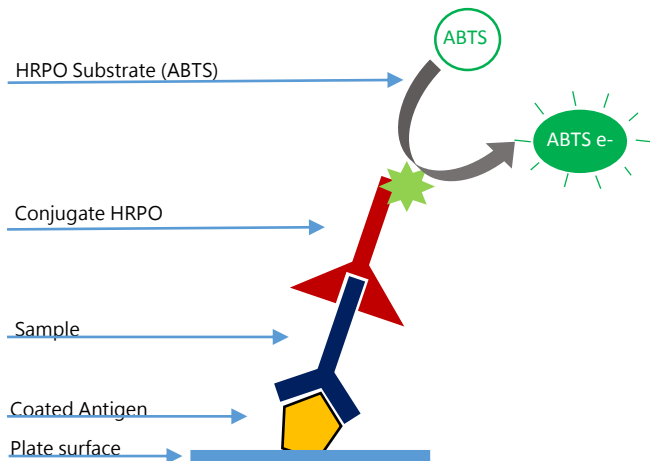 ABTS
HRPO Substrate (ABTS)
ABTS e-
Conjugate HRPO
Sample
Coated Antigen
Plate surface